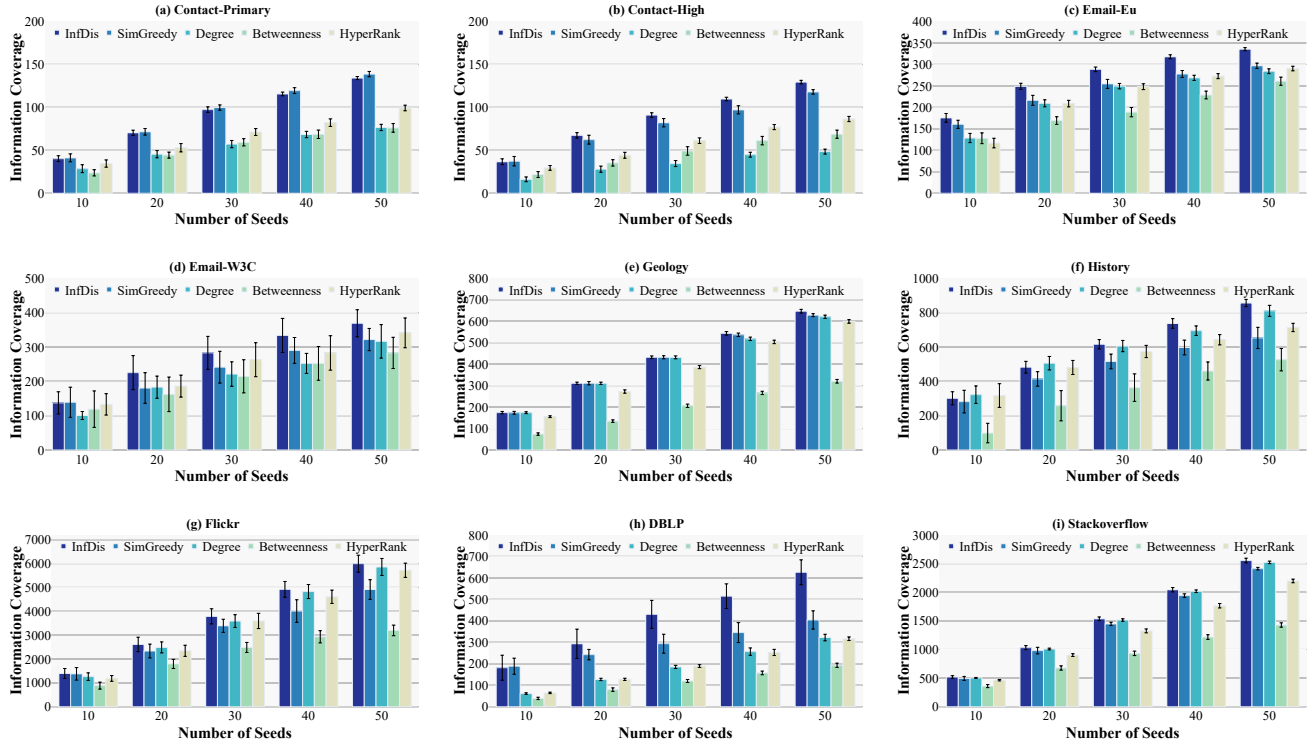 (a) Contact-Primary
InfDis SimGreedy Degree Betweenness HyperRank
Information Coverage
200
150
100
50
0
10 20 30 40 50
Number of Seeds
(b) Contact-High
InfDis SimGreedy Degree Betweenness HyperRank
Information Coverage
200
150
100
50
0
10 20 30 40 50
Number of Seeds
(c) Email-Eu
InfDis SimGreedy Degree Betweenness HyperRank
Information Coverage
400
350
300
250
200
150
100
50
0
10 20 30 40 50
Number of Seeds
(d) Email-W3C
InfDis SimGreedy Degree Betweenness HyperRank
Information Coverage
500
400
300
200
100
0
10 20 30 40 50
Number of Seeds
(e) Geology
InfDis SimGreedy Degree Betweenness HyperRank
Information Coverage
800
700
600
500
400
300
200
100
0
10 20 30 40 50
Number of Seeds
(f) History
InfDis SimGreedy Degree Betweenness HyperRank
Information Coverage
1000
800
600
400
200
0
10 20 30 40 50
Number of Seeds
(g) Flickr
InfDis SimGreedy Degree Betweenness HyperRank
Information Coverage
7000
6000
5000
4000
3000
2000
1000
0
10 20 30 40 50
Number of Seeds
(h) DBLP
InfDis SimGreedy Degree Betweenness HyperRank
Information Coverage
800
700
600
500
400
300
200
100
0
10 20 30 40 50
Number of Seeds
(i) Stackoverflow
InfDis SimGreedy Degree Betweenness HyperRank
Information Coverage
3000
2500
2000
1500
1000
500
0
10 20 30 40 50
Number of Seeds